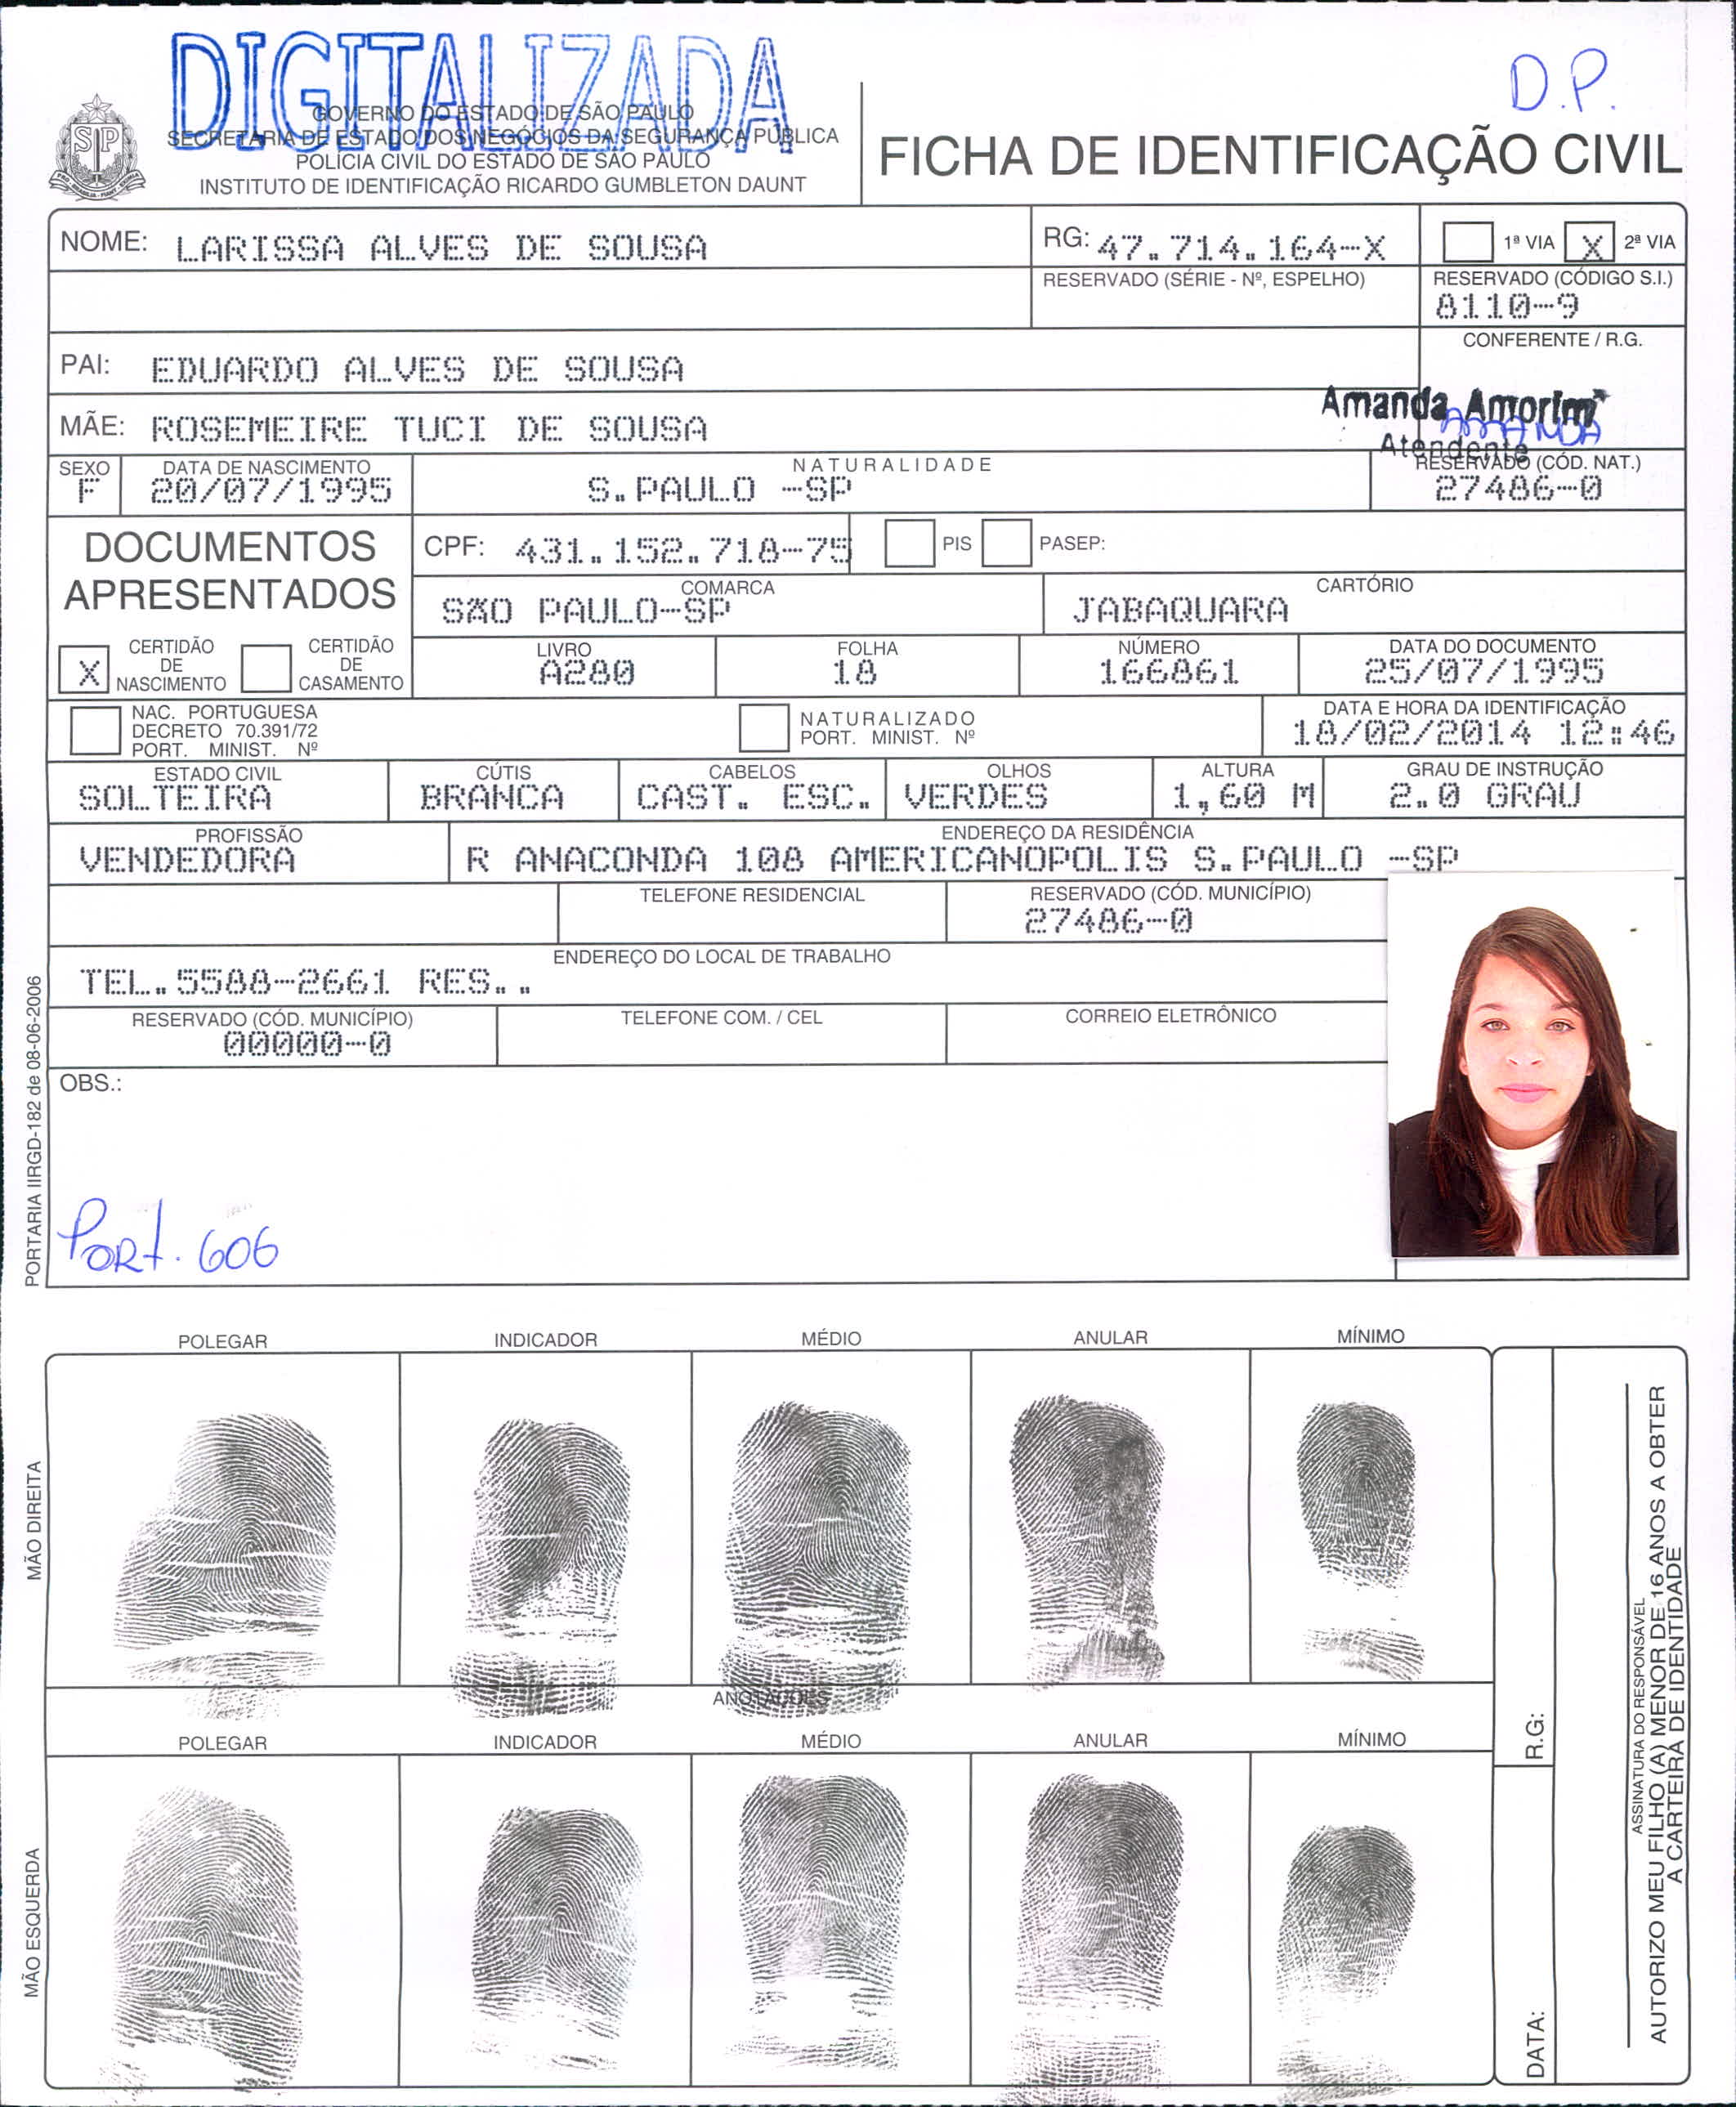 DIGITALIZADA
D.P.
GOVERNO DO ESTADO DE SÃO PAULO
SECRETARIA DE ESTADO DOS NEGÓCIOS DA SEGURANÇA PÚBLICA
POLÍCIA CIVIL DO ESTADO DE SÃO PAULO
INSTITUTO DE IDENTIFICAÇÃO RICARDO GUMBLETON DAUNT
FICHA DE IDENTIFICAÇÃO CIVIL
NOME: LARISSA ALVES DE SOUSA
RG: 47.714.164-X
1ª VIA X 2ª VIA
RESERVADO (SÉRIE - Nº, ESPELHO)
RESERVADO (CÓDIGO S.I.)
8110-9
CONFERENTE / R.G.
PAI: EDUARDO ALVES DE SOUSA
Amanda Amorim
AMANDA
Atendente
MÃE: ROSEMEIRE TUCI DE SOUSA
SEXO
F
DATA DE NASCIMENTO
20/07/1995
NATURALIDADE
S.PAULO -SP
RESERVADO (CÓD. NAT.)
27486-0
DOCUMENTOS
APRESENTADOS
CPF: 431.152.718-75
PIS
PASEP:
COMARCA
SÃO PAULO-SP
CARTÓRIO
JABAQUARA
X CERTIDÃO DE NASCIMENTO
CERTIDÃO DE CASAMENTO
LIVRO
A280
FOLHA
18
NÚMERO
166861
DATA DO DOCUMENTO
25/07/1995
NAC. PORTUGUESA
DECRETO 70.391/72
PORT. MINIST. Nº
NATURALIZADO
PORT. MINIST. Nº
DATA E HORA DA IDENTIFICAÇÃO
18/02/2014 12:46
ESTADO CIVIL
SOLTEIRA
CÚTIS
BRANCA
CABELOS
CAST. ESC.
OLHOS
VERDES
ALTURA
1,60 M
GRAU DE INSTRUÇÃO
2.0 GRAU
PROFISSÃO
VENDEDORA
ENDEREÇO DA RESIDÊNCIA
R ANACONDA 108 AMERICANOPOLIS S.PAULO -SP
TELEFONE RESIDENCIAL
RESERVADO (CÓD. MUNICÍPIO)
27486-0
ENDEREÇO DO LOCAL DE TRABALHO
TEL.5588-2661 RES..
RESERVADO (CÓD. MUNICÍPIO)
00000-0
TELEFONE COM. / CEL
CORREIO ELETRÔNICO
OBS.:
Port. 606
PORTARIA IIRGD-182 de 08-06-2006
POLEGAR INDICADOR MÉDIO ANULAR MÍNIMO
MÃO DIREITA
ANOTAÇÕES
POLEGAR INDICADOR MÉDIO ANULAR MÍNIMO
MÃO ESQUERDA
R.G:
DATA:
ASSINATURA DO RESPONSÁVEL
AUTORIZO MEU FILHO (A) MENOR DE 16 ANOS A OBTER
A CARTEIRA DE IDENTIDADE